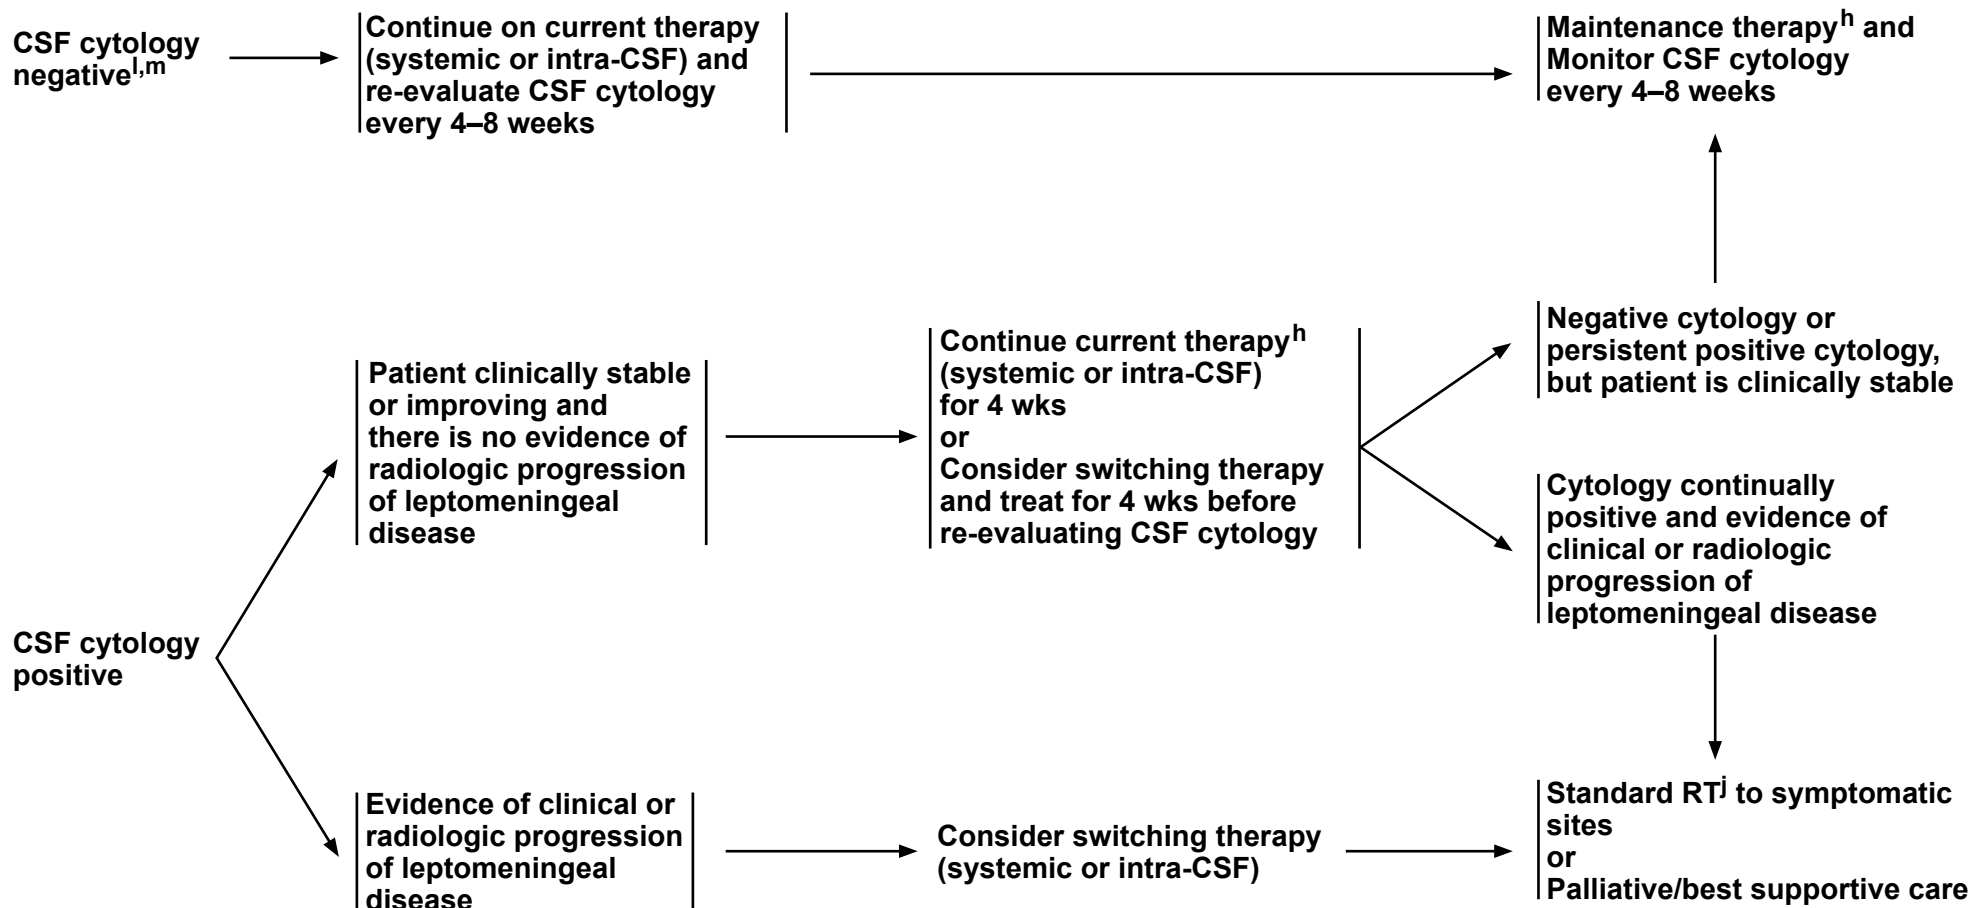 CSF cytology
negative^l,m
Continue on current therapy
(systemic or intra-CSF) and
re-evaluate CSF cytology
every 4–8 weeks
Maintenance therapy^h and
Monitor CSF cytology
every 4–8 weeks
CSF cytology
positive
Patient clinically stable
or improving and
there is no evidence of
radiologic progression
of leptomeningeal
disease
Continue current therapy^h
(systemic or intra-CSF)
for 4 wks
or
Consider switching therapy
and treat for 4 wks before
re-evaluating CSF cytology
Negative cytology or
persistent positive cytology,
but patient is clinically stable
Cytology continually
positive and evidence of
clinical or radiologic
progression of
leptomeningeal disease
Evidence of clinical or
radiologic progression
of leptomeningeal
disease
Consider switching therapy
(systemic or intra-CSF)
Standard RT^j to symptomatic
sites
or
Palliative/best supportive care